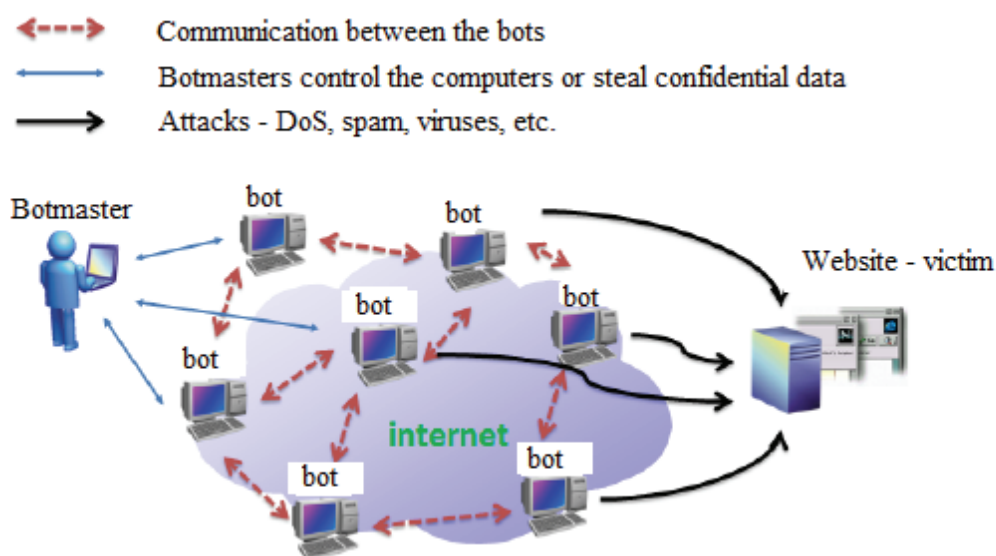 Communication between the bots
Botmasters control the computers or steal confidential data
Attacks - DoS, spam, viruses, etc.
bot
bot
Botmaster
Website - victim
bot
bot
bot
internet
bot
bot